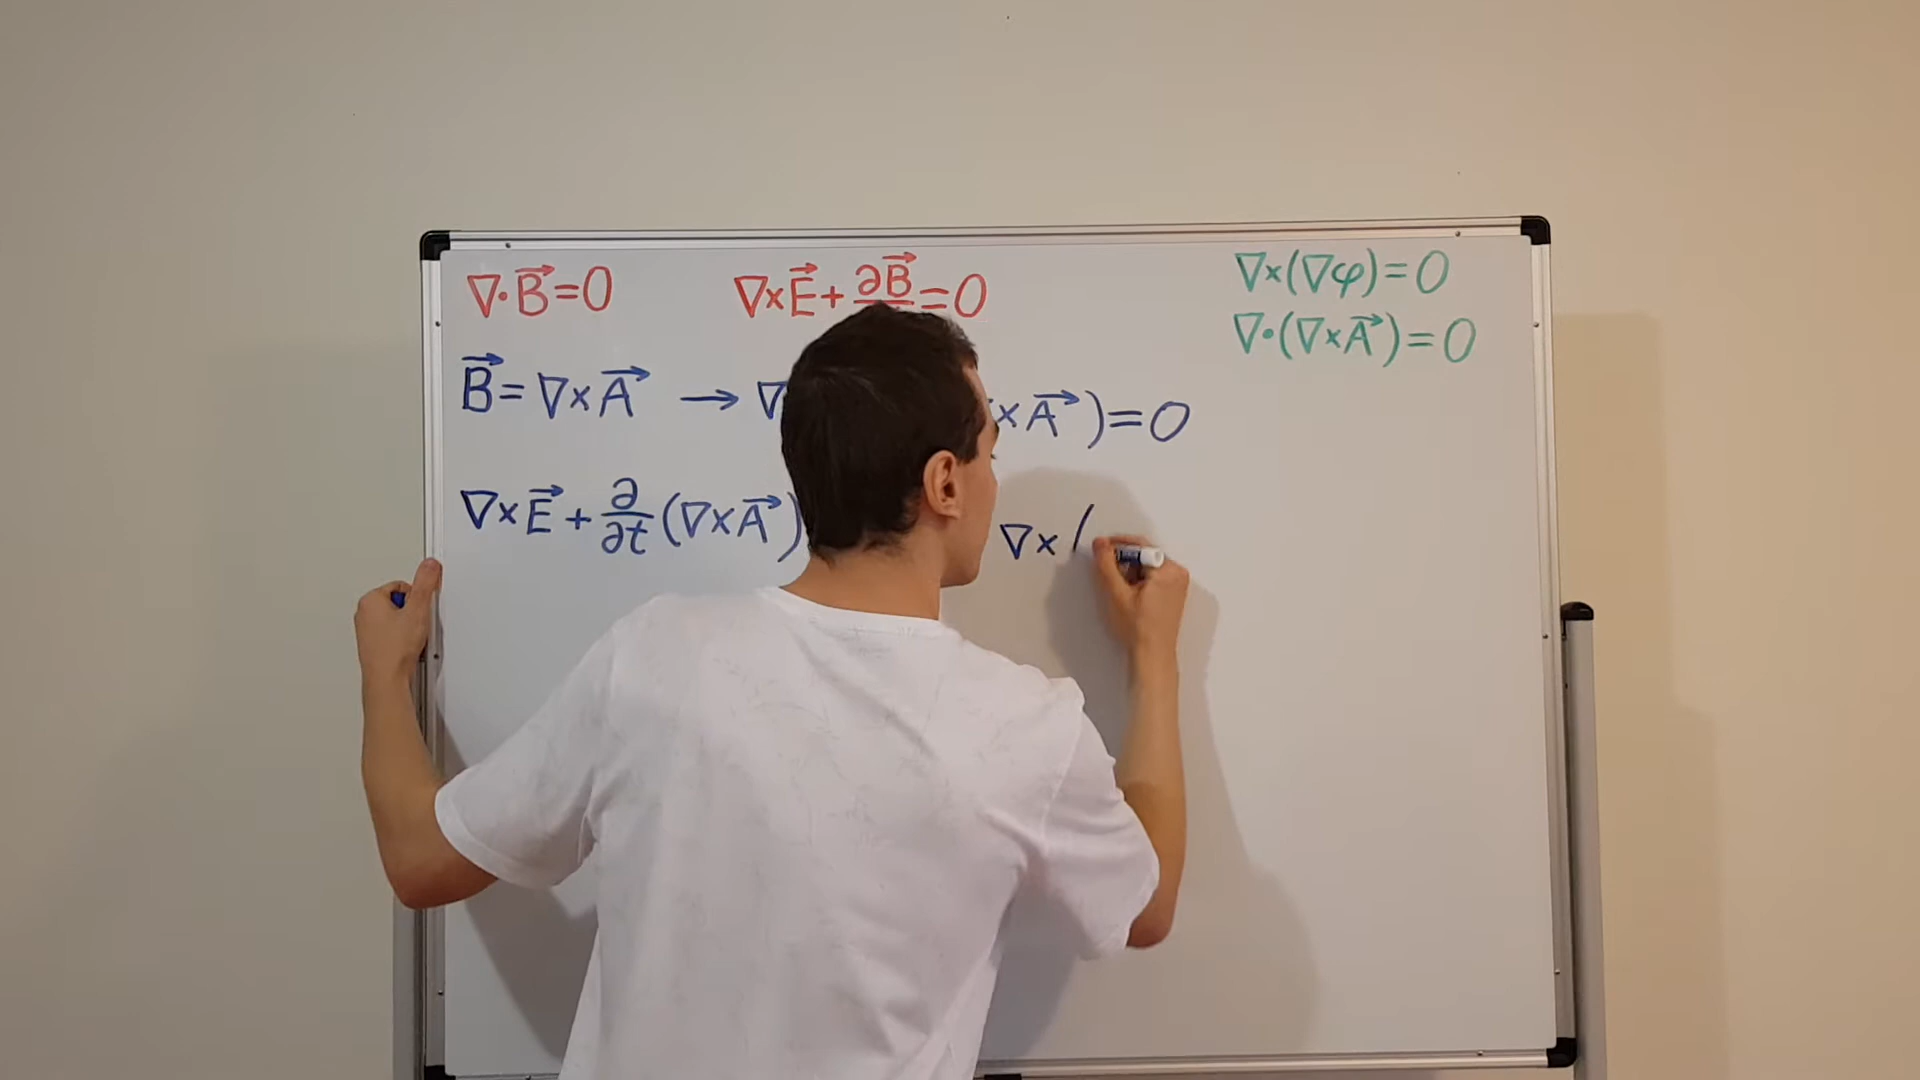 ∇·B⃗=0
∇×E⃗+∂B⃗ =0
∇×(∇φ)=0
∇·(∇×A⃗)=0
B⃗=∇×A⃗ → ∇ ×A⃗)=0
∇×E⃗+∂/∂t(∇×A⃗) ∇×(